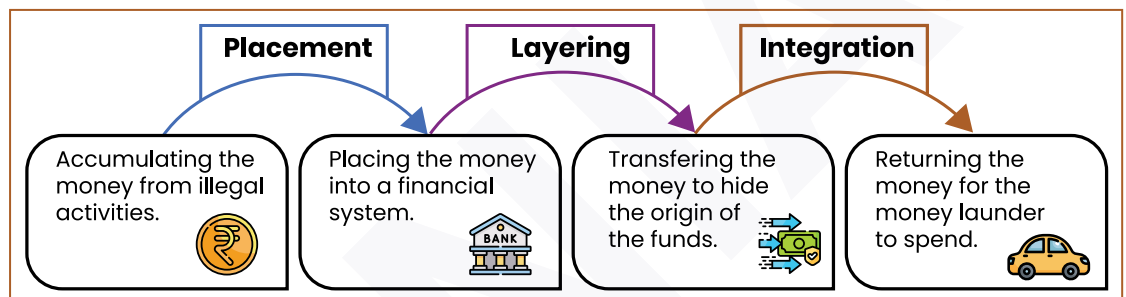 Placement
Layering
Integration
Accumulating the
money from illegal
activities.
Placing the money
into a financial
system.
BANK
Transfering the
money to hide
the origin of
the funds.
Returning the
money for the
money launder
to spend.